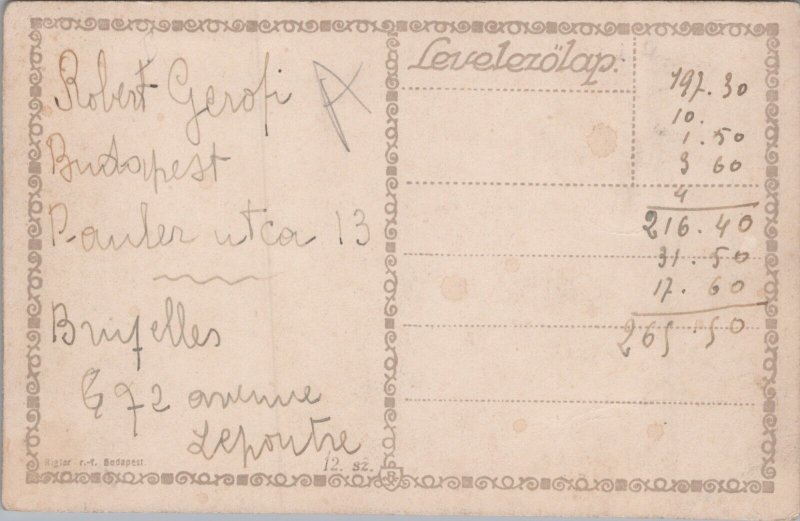 Robert Gerofi
Budapest
Pauler utca 13
Bruxelles
72 avenue
Lepoutre
Rigler r.-t. Budapest.
12. sz.
Levelezőlap.
197.30
10.
1.50
3 60
4
216.40
31.50
17.60
265.50